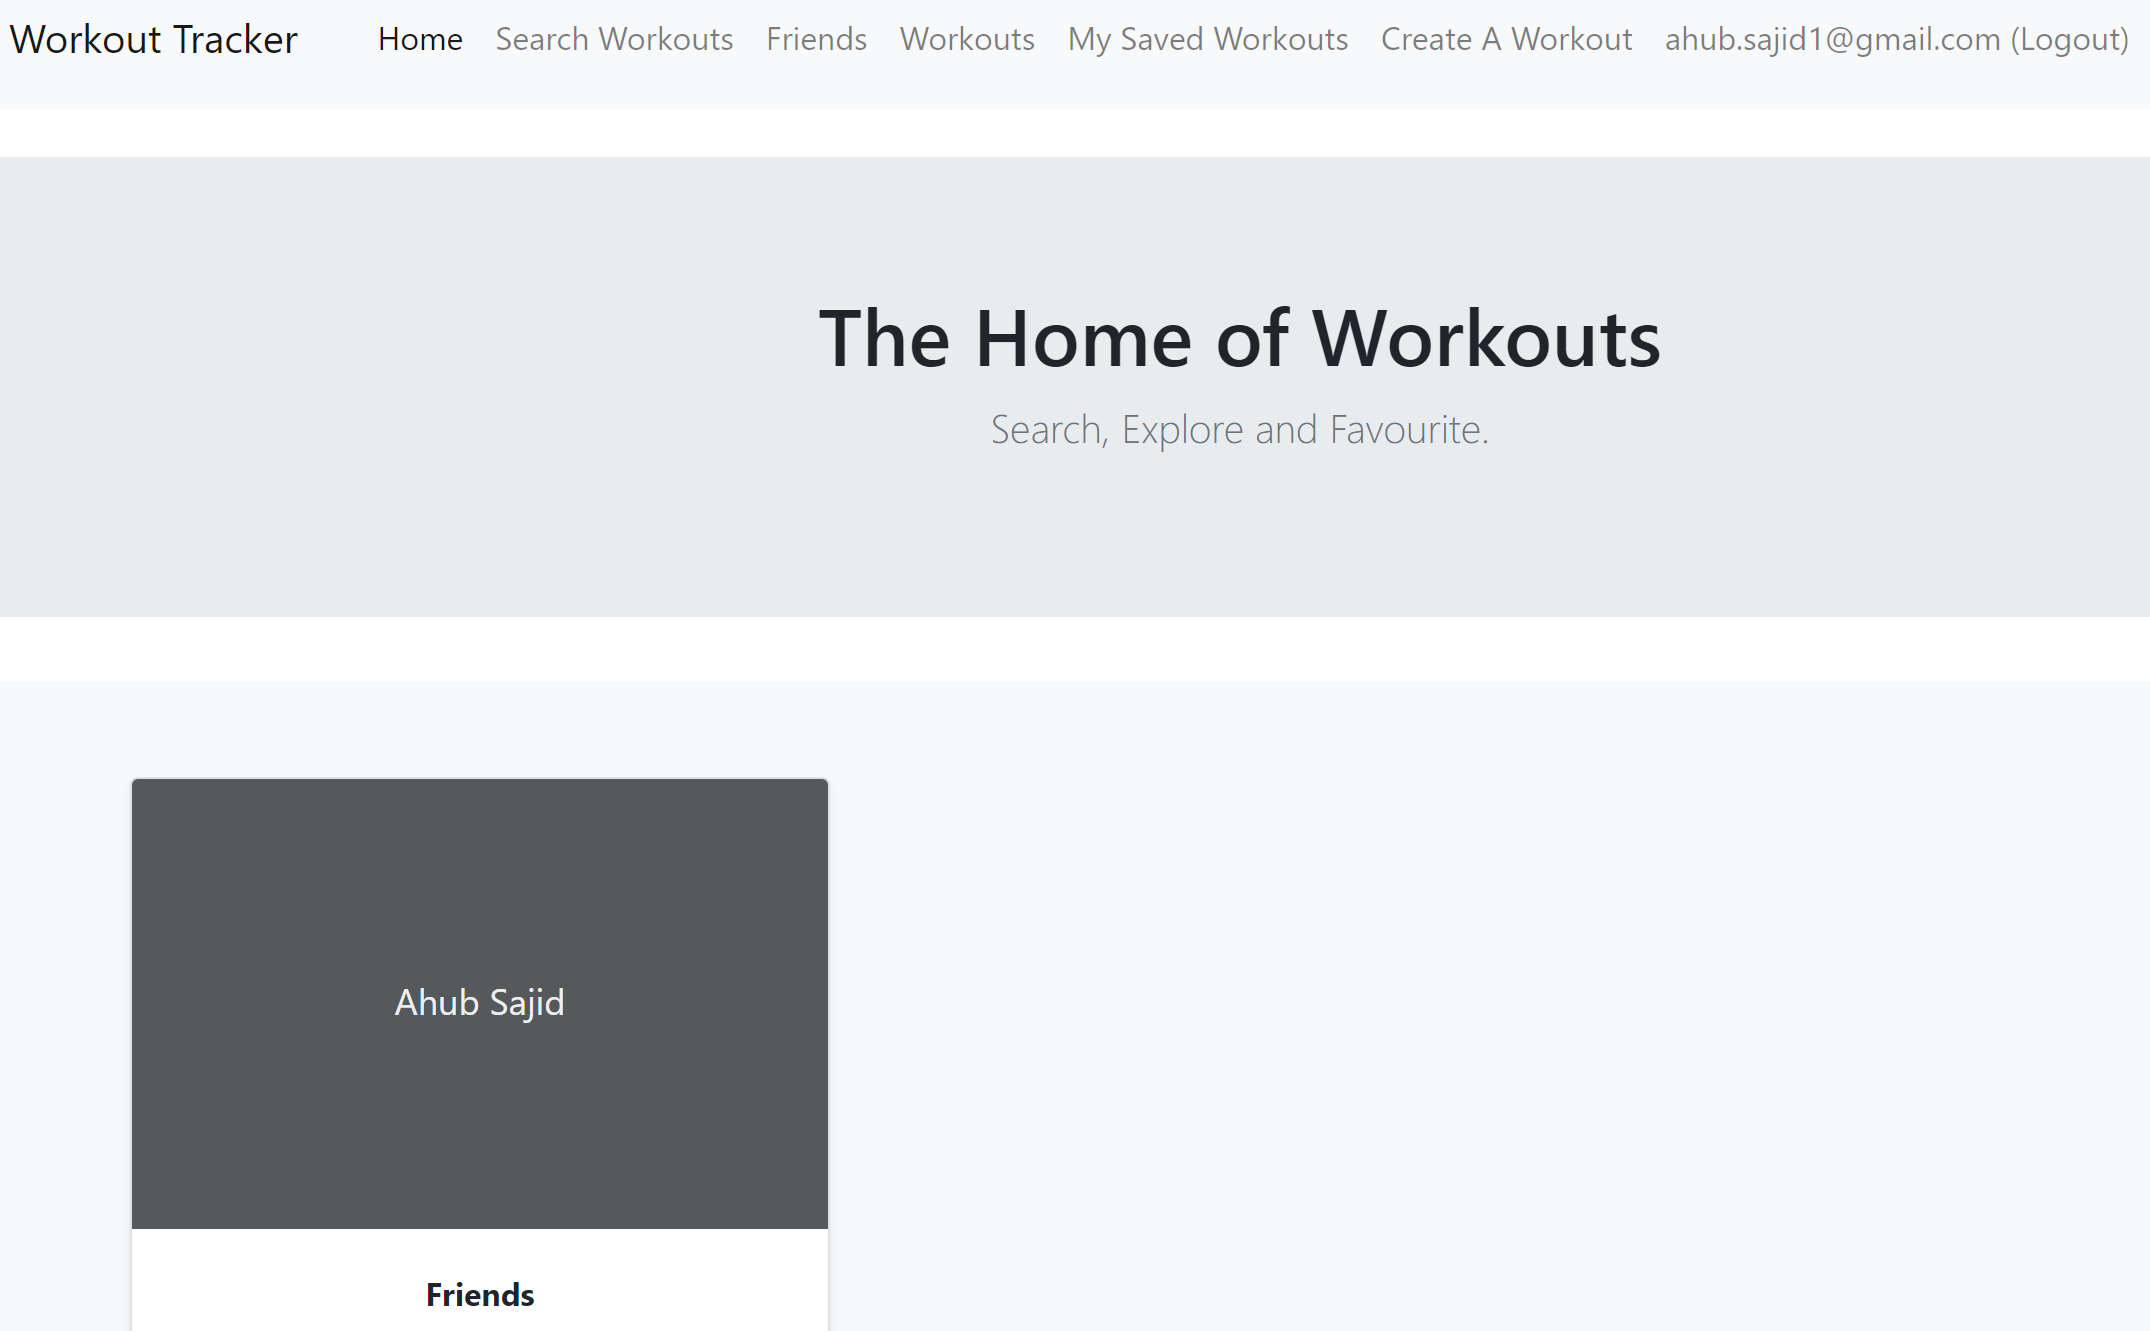 Workout Tracker Home Search Workouts Friends Workouts My Saved Workouts Create A Workout ahub.sajid1@gmail.com (Logout)
The Home of Workouts
Search, Explore and Favourite.
Ahub Sajid
Friends